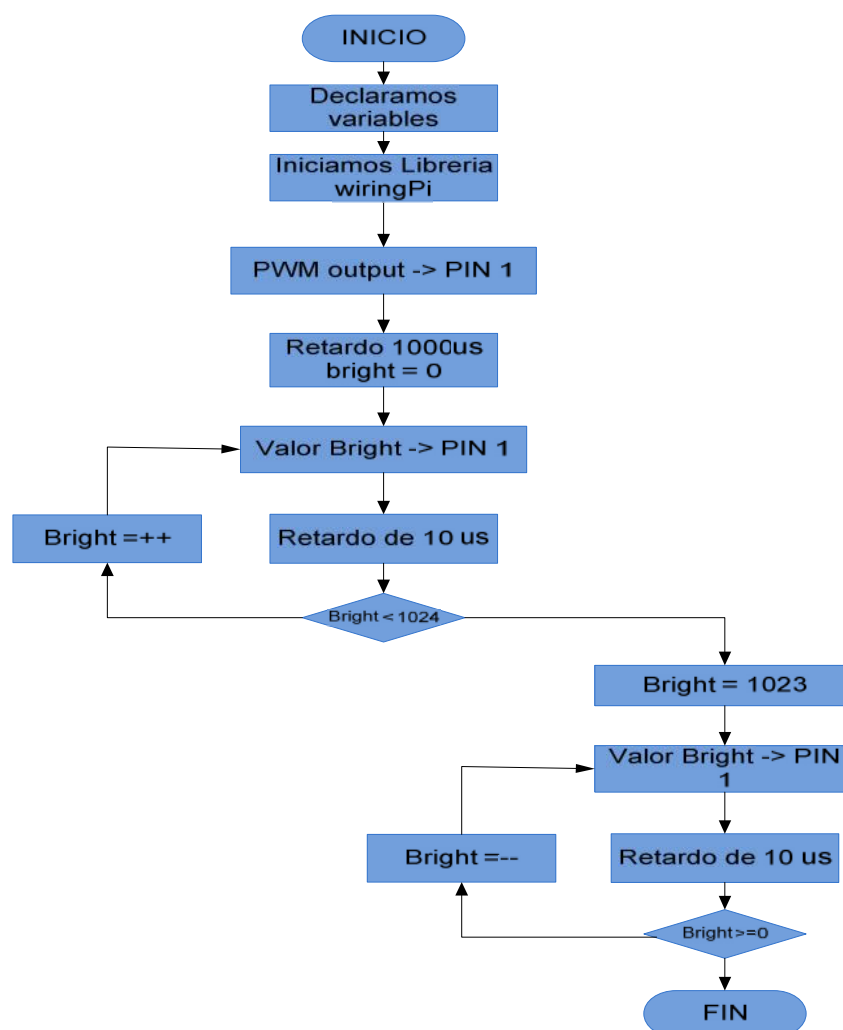 INICIO
Declaramos
variables
Iniciamos Libreria
wiringPi
PWM output -> PIN 1
Retardo 1000us
bright = 0
Valor Bright -> PIN 1
Bright =++
Retardo de 10 us
Bright < 1024
Bright = 1023
Valor Bright -> PIN
1
Bright =--
Retardo de 10 us
Bright >=0
FIN